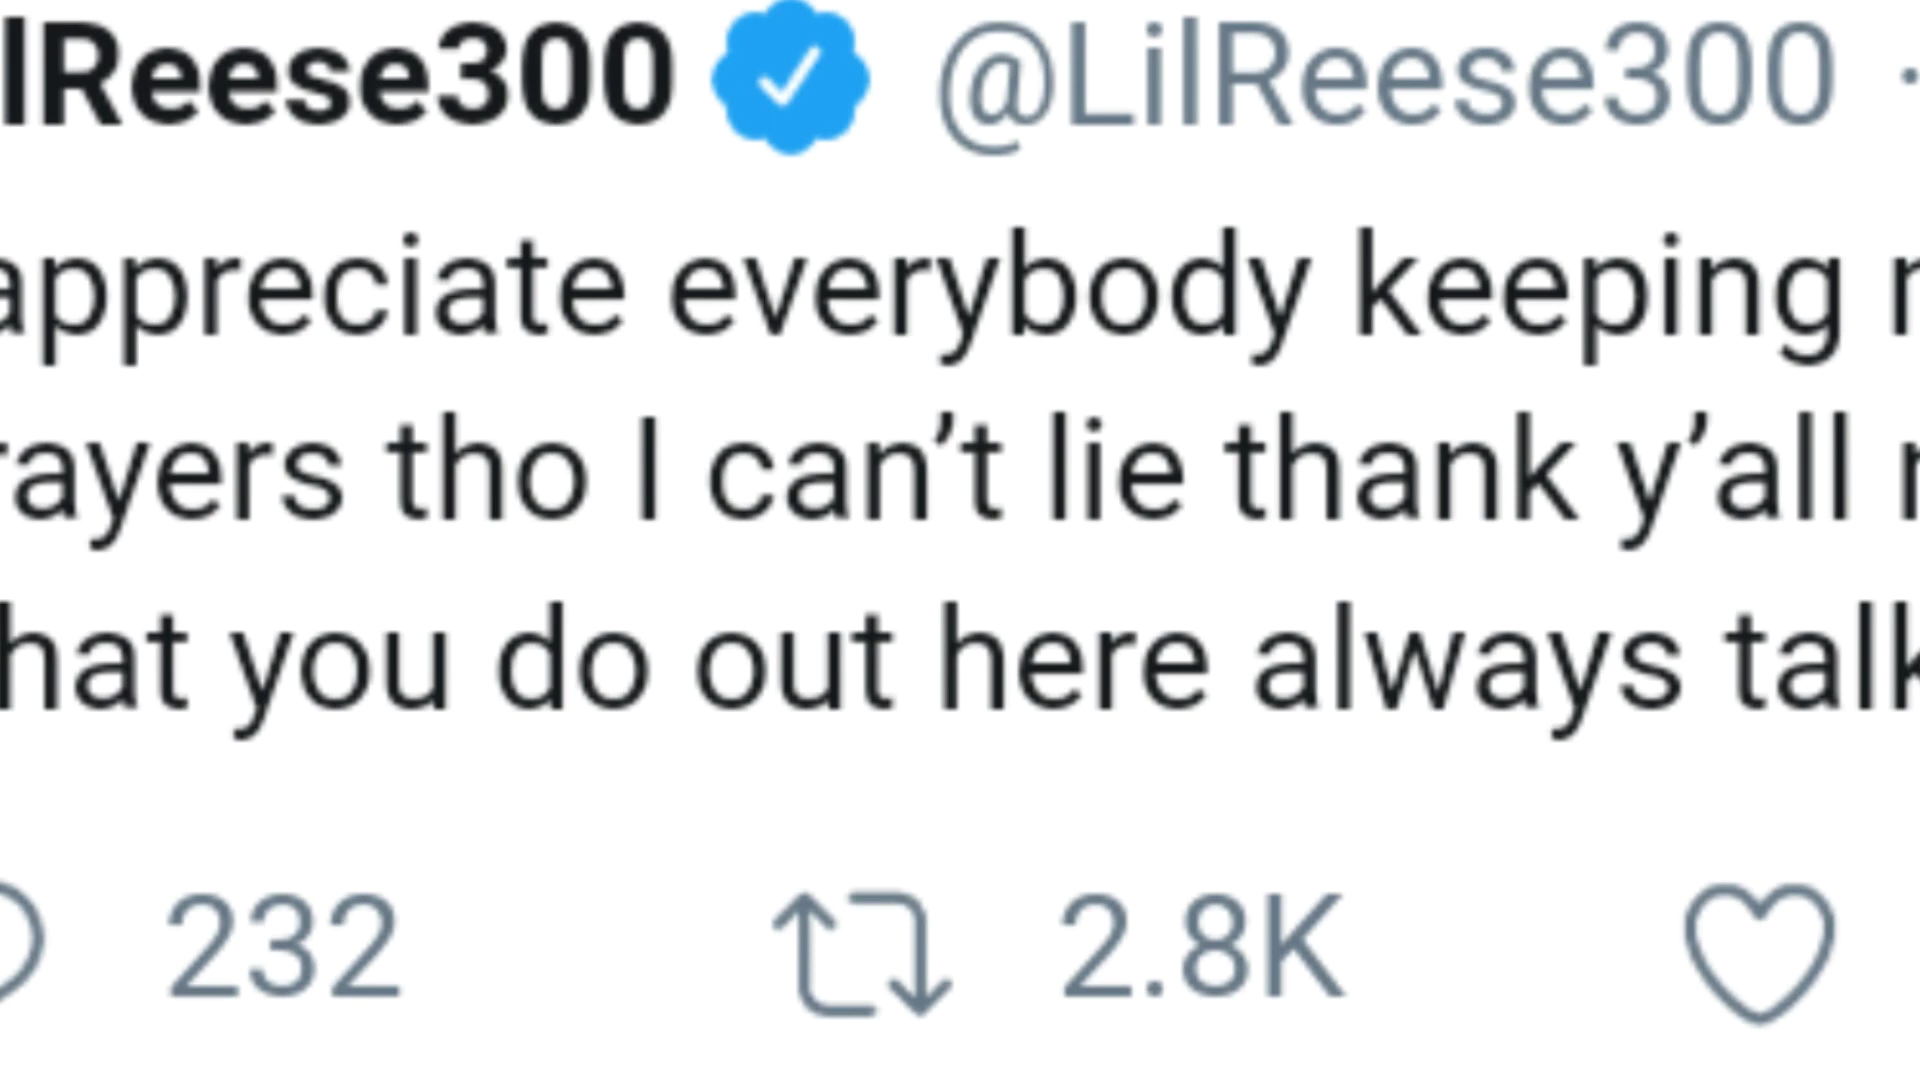 lReese300 @LilReese300 ·
appreciate everybody keeping
rayers tho I can’t lie thank y’all
hat you do out here always talk
232 2.8K